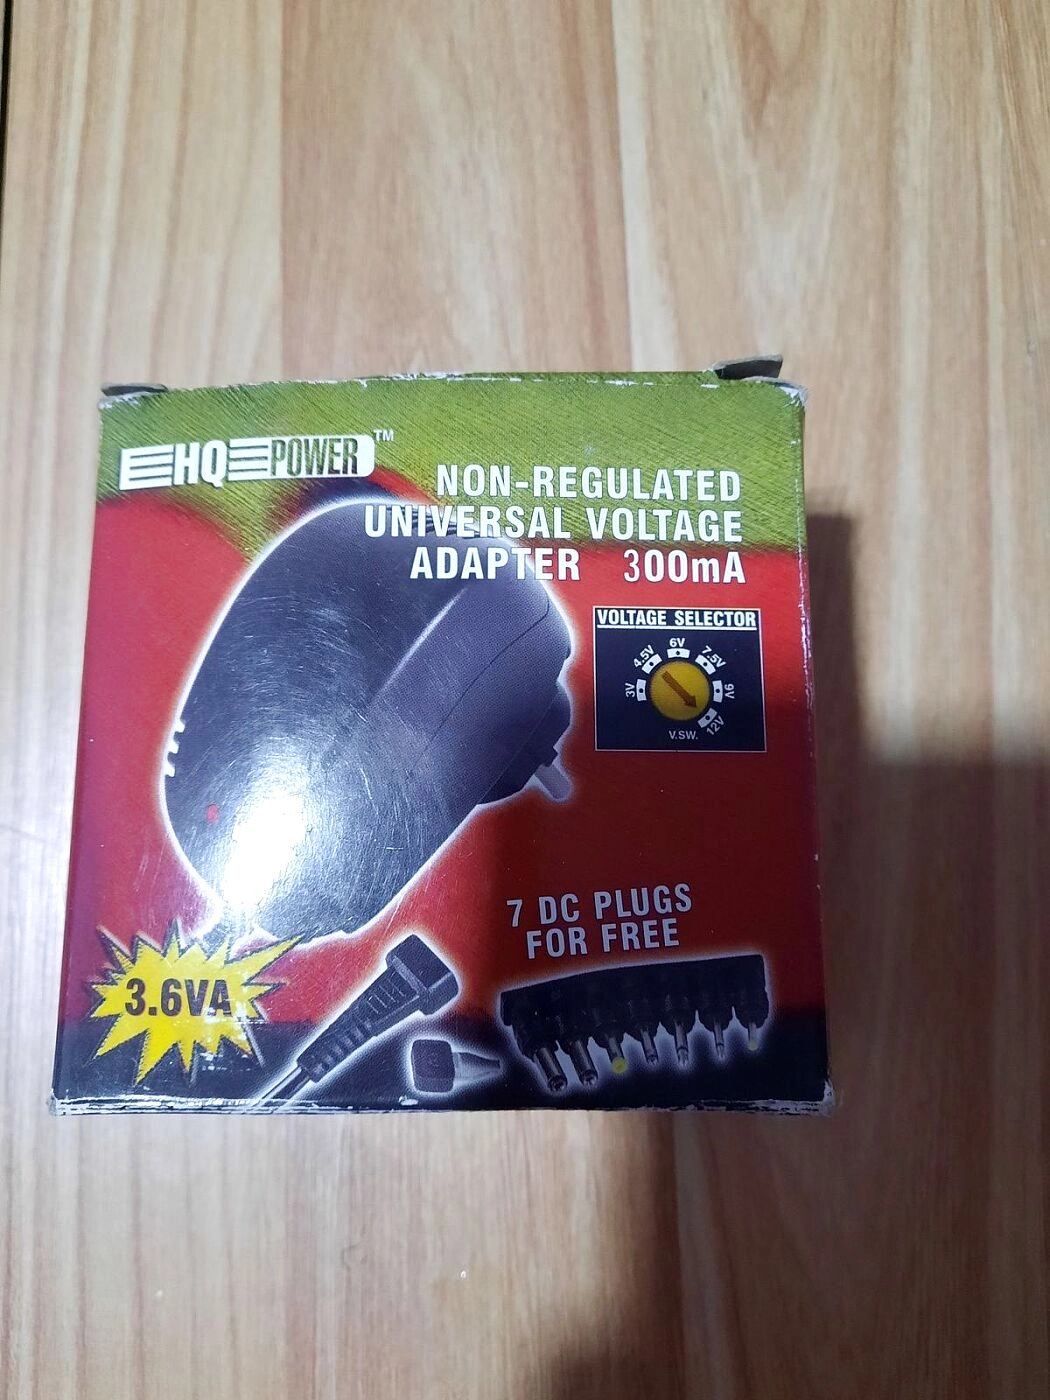 HQ POWER™
NON-REGULATED
UNIVERSAL VOLTAGE
ADAPTER 300mA
VOLTAGE SELECTOR
3V 4.5V 6V 7.5V 9V 12V
V.SW.
7 DC PLUGS
FOR FREE
3.6VA